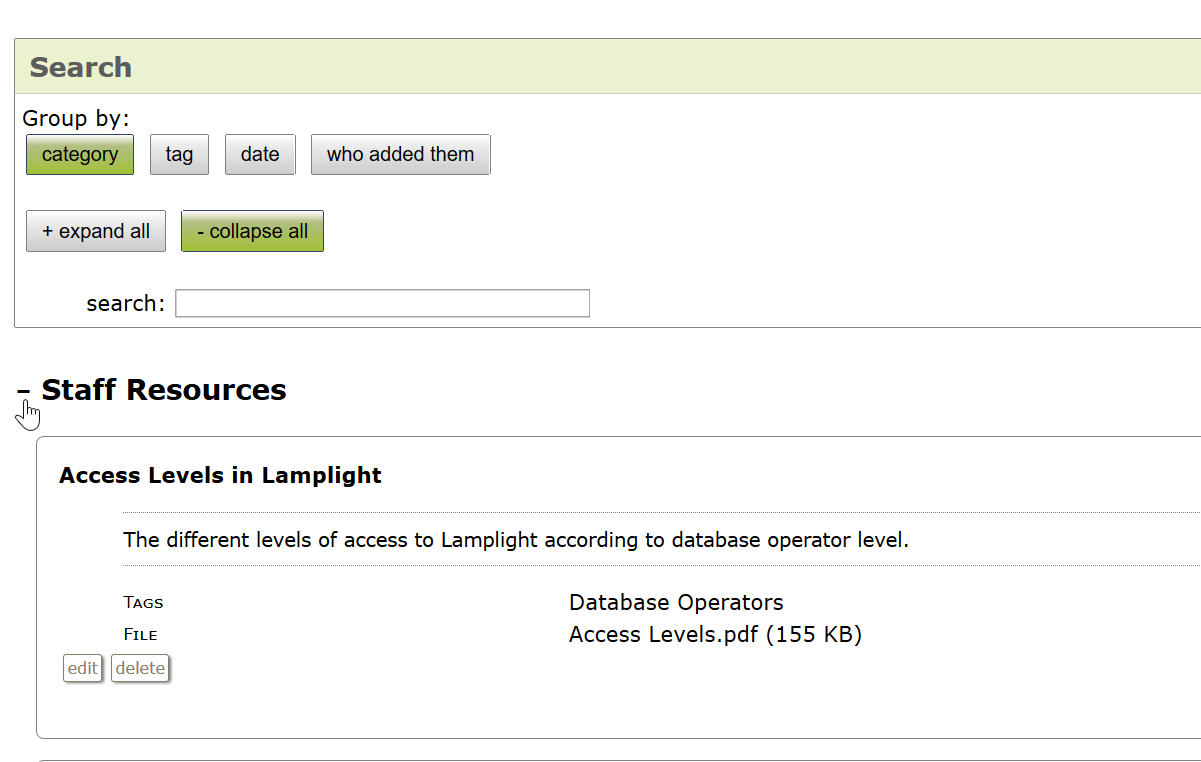 Search
Group by:
category tag date who added them
+ expand all - collapse all
search:
– Staff Resources
Access Levels in Lamplight
The different levels of access to Lamplight according to database operator level.
Tags Database Operators
File Access Levels.pdf (155 KB)
edit delete